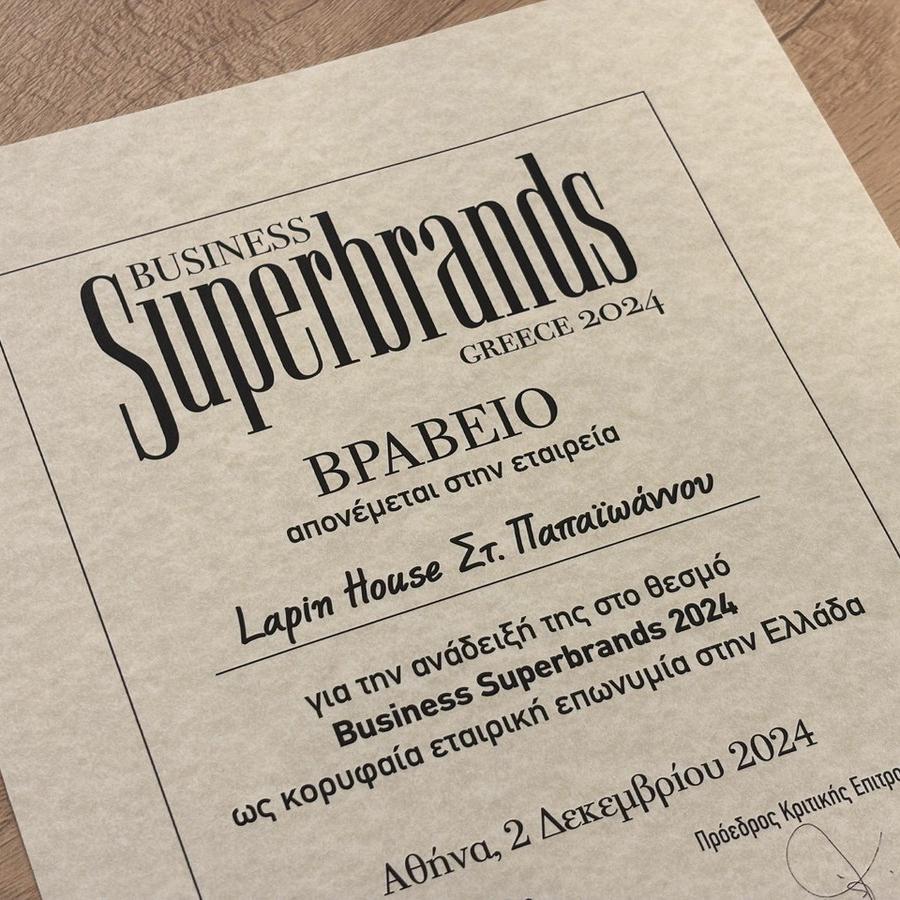 BUSINESS
Superbrands
GREECE 2024
ΒΡΑΒΕΙΟ
απονέμεται στην εταιρεία
Lapin House Στ. Παπαϊωάννου
για την ανάδειξή της στο θεσμό
Business Superbrands 2024
ως κορυφαία εταιρική επωνυμία στην Ελλάδα
Αθήνα, 2 Δεκεμβρίου 2024
Πρόεδρος Κριτικής